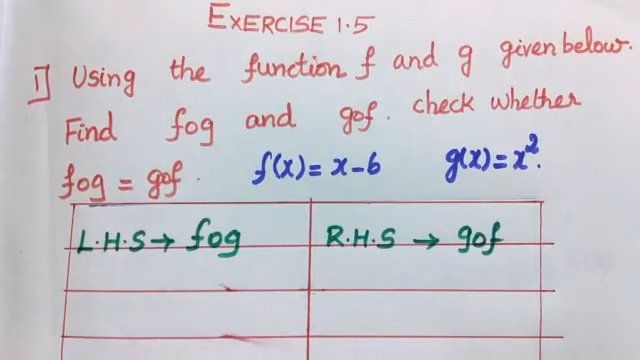 EXERCISE 1.5
1] Using the function f and g given below.
Find fog and gof. check whether
fog = gof. f(x) = x-6 g(x) = x².
L.H.S → fog R.H.S → gof